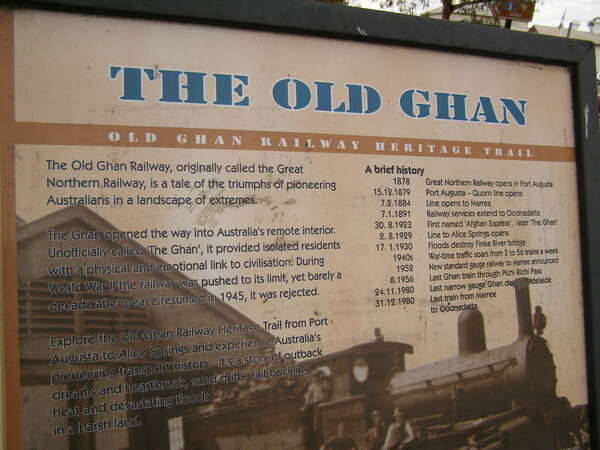 THE OLD GHAN
OLD GHAN RAILWAY HERITAGE TRAIL
The Old Ghan Railway, originally called the Great
Northern Railway, is a tale of the triumphs of pioneering
Australians in a landscape of extremes.
The Ghan opened the way into Australia's remote interior.
Unofficially called 'The Ghan', it provided isolated residents
with a physical and emotional link to civilisation. During
World War II the railway was pushed to its limit, yet barely a
decade after peace resumed in 1945, it was rejected.
Explore the old Ghan Railway Heritage Trail from Port
Augusta to Alice Springs and experience Australia's
pioneering transport history. It's a story of outback
dreams and heartbreak, sand drifts, rail buckling
heat and devastating floods
in a harsh land.
A brief history
1878 Great Northern Railway opens in Port Augusta
15.12.1879 Port Augusta - Quorn line opens
7.2.1884 Line opens to Marree
7.1.1891 Railway services extend to Oodnadatta
30.8.1923 First named 'Afghan Express', later 'The Ghan'
2.8.1929 Line to Alice Springs opens
17.1.1930 Floods destroy Finke River bridge
1940s War-time traffic soars from 3 to 56 trains a week
1952 New standard gauge railway to Marree announced
8.1956 Last Ghan train through Pichi Richi Pass
24.11.1980 Last narrow gauge Ghan Adelaide
31.12.1980 Last train from Marree
to Oodnadatta